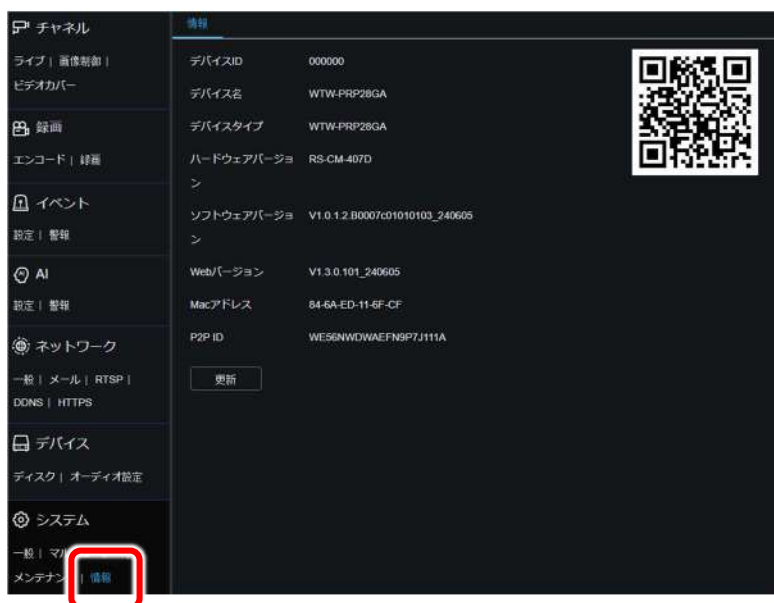 チャネル
ライブ | 画像制御 |
ビデオカバー
録画
エンコード | 録画
イベント
設定 | 警報
AI
設定 | 警報
ネットワーク
一般 | メール | RTSP |
DDNS | HTTPS
デバイス
ディスク | オーディオ設定
システム
一般 |
メンテナン | 情報
情報
デバイスID 000000
デバイス名 WTW-PRP28GA
デバイスタイプ WTW-PRP28GA
ハードウェアバージョ RS-CM-407D
ン
ソフトウェアバージョ V1.0.1.2.B0007c01010103_240605
ン
Webバージョン V1.3.0.101_240605
Macアドレス 84-6A-ED-11-6F-CF
P2P ID WE56NWDWAEFN9P7J111A
更新